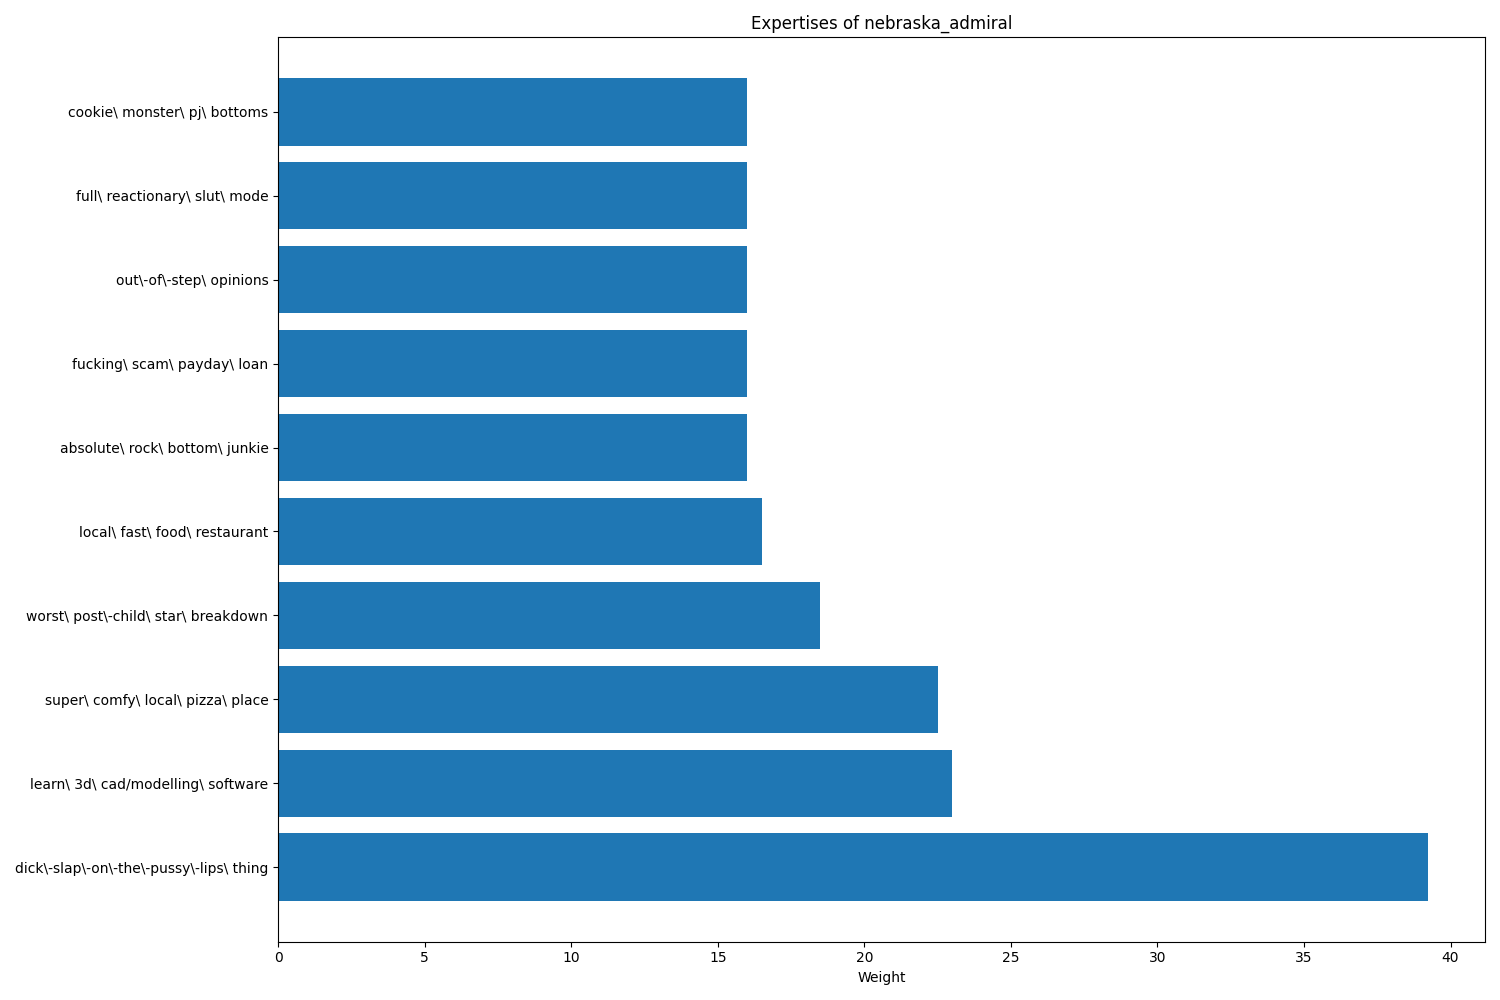 Expertises of nebraska_admiral
cookie\ monster\ pj\ bottoms
full\ reactionary\ slut\ mode
out\-of\-step\ opinions
fucking\ scam\ payday\ loan
absolute\ rock\ bottom\ junkie
local\ fast\ food\ restaurant
worst\ post\-child\ star\ breakdown
super\ comfy\ local\ pizza\ place
learn\ 3d\ cad/modelling\ software
dick\-slap\-on\-the\-pussy\-lips\ thing
0 5 10 15 20 25 30 35 40
Weight